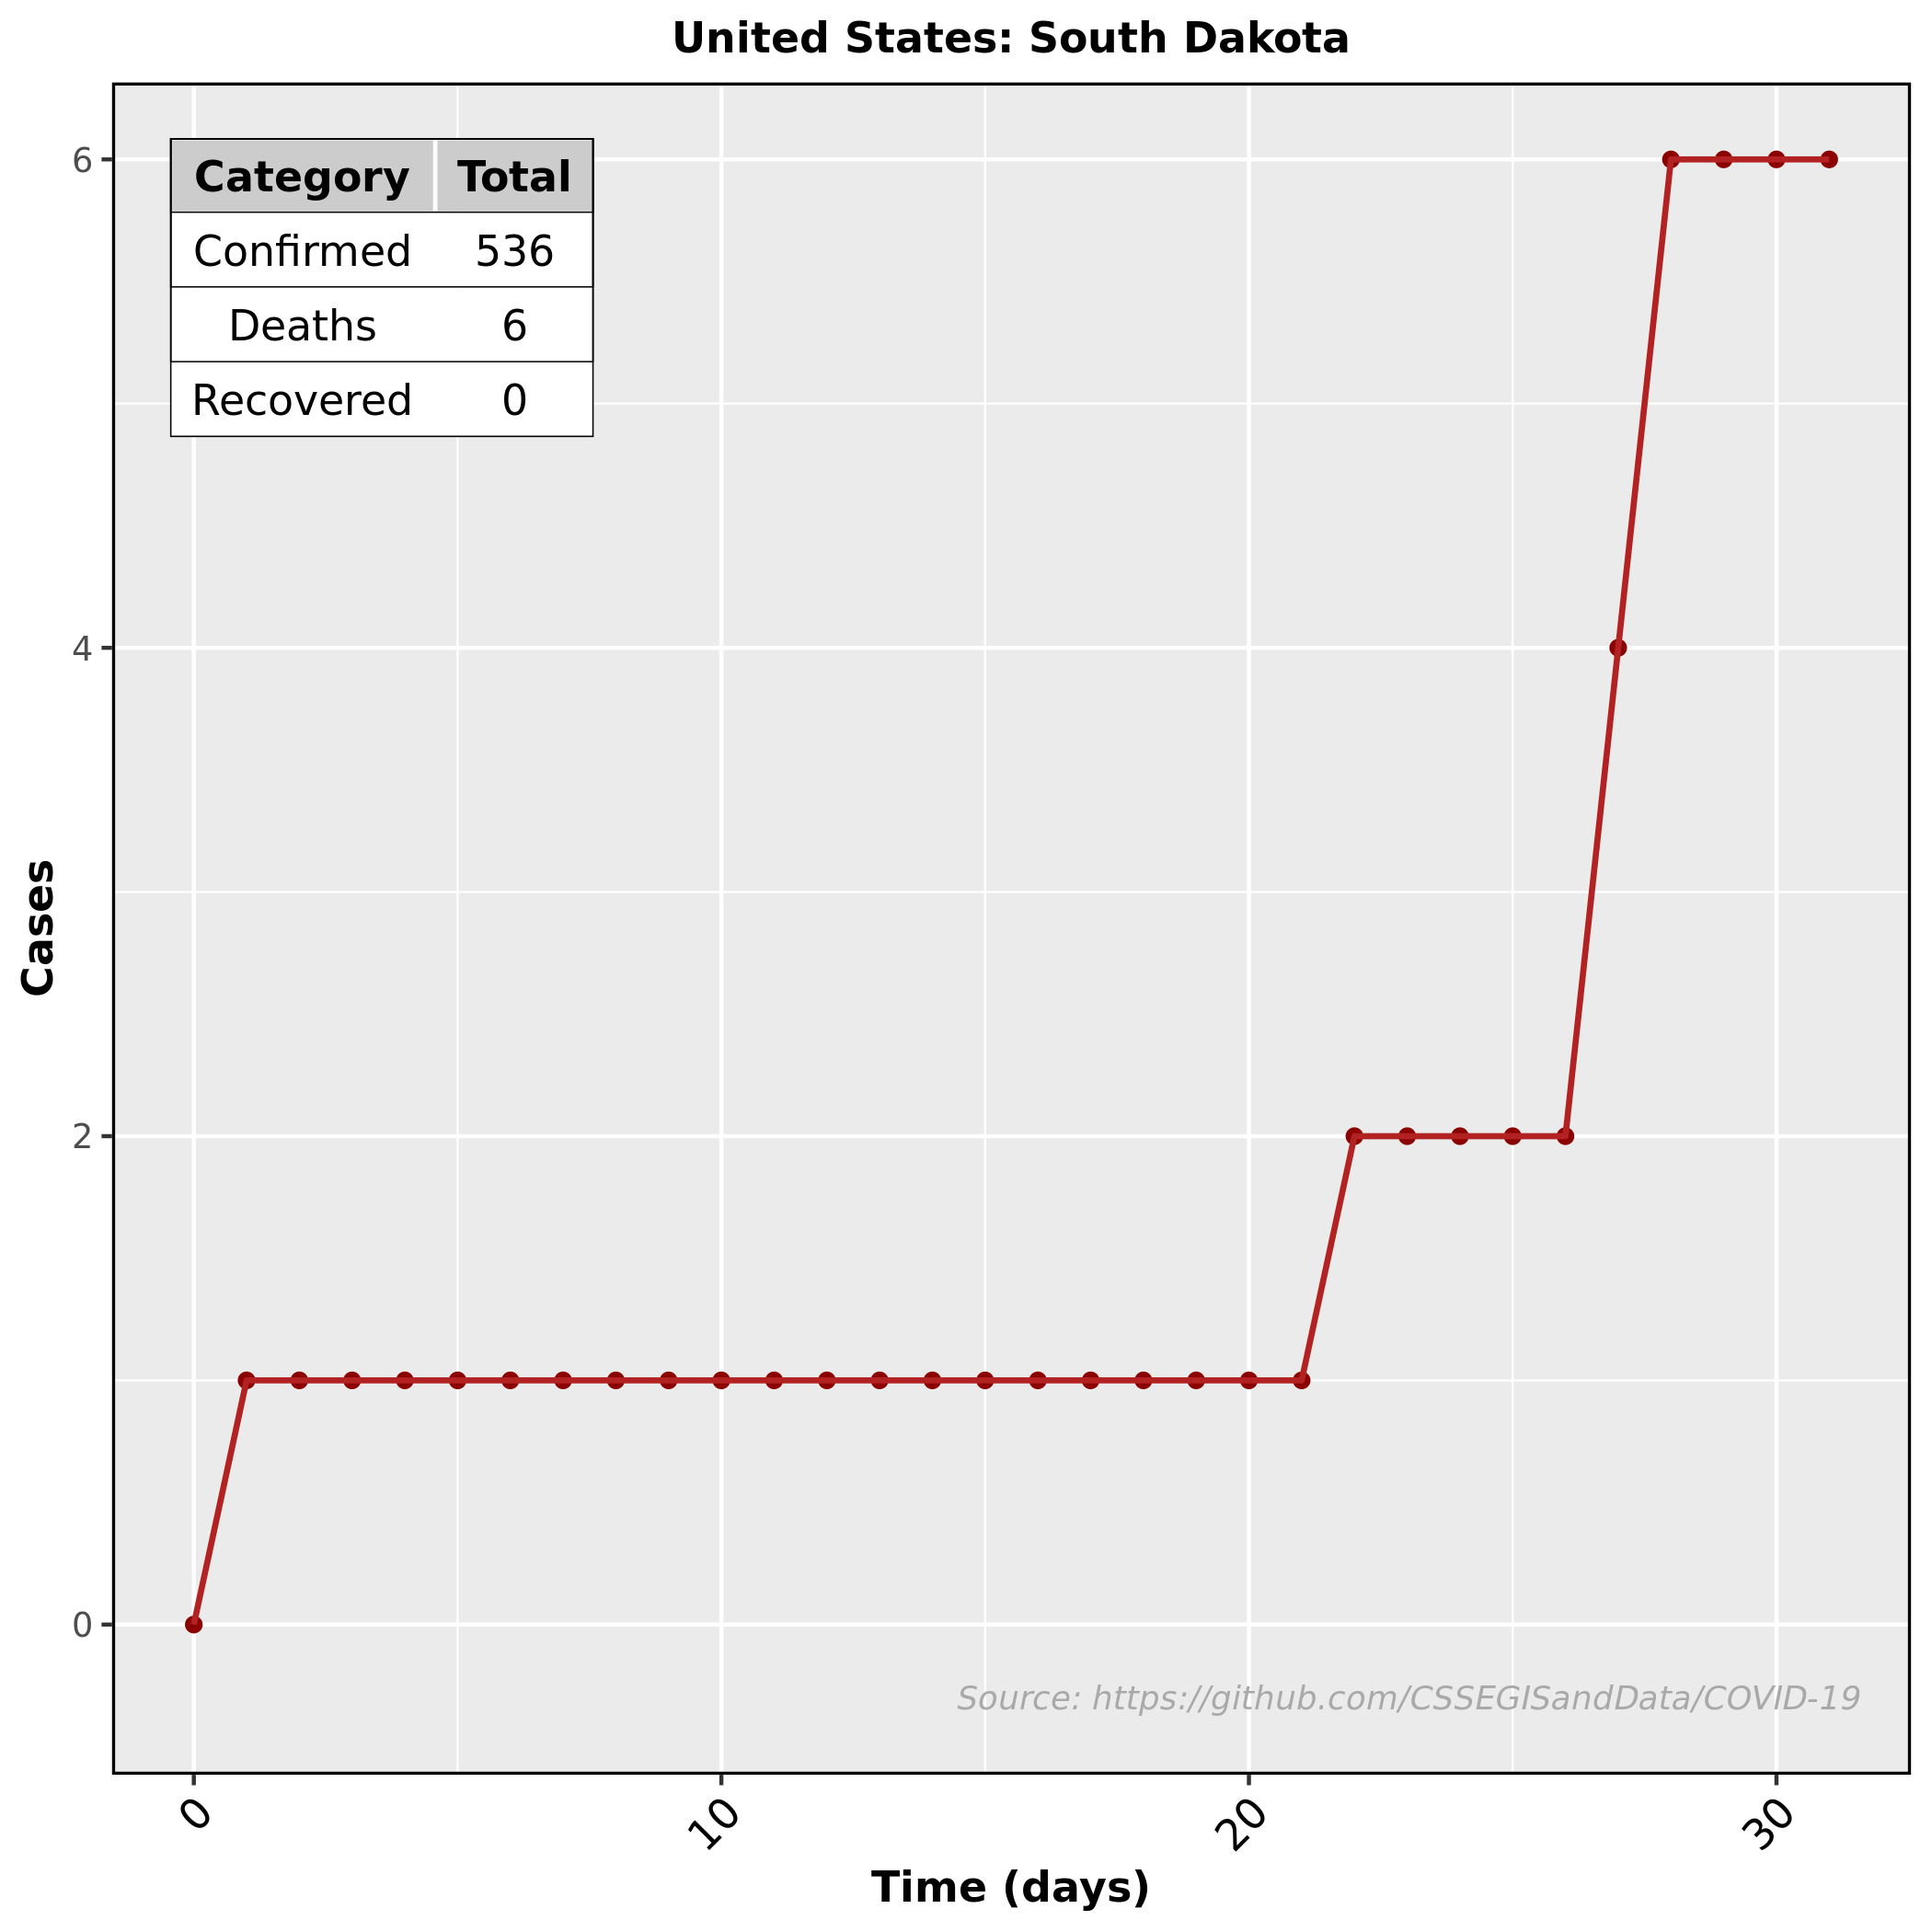 United States: South Dakota
Category Total
Confirmed 536
Deaths 6
Recovered 0
6
4
2
0
Cases
Source: https://github.com/CSSEGISandData/COVID-19
0 10 20 30
Time (days)